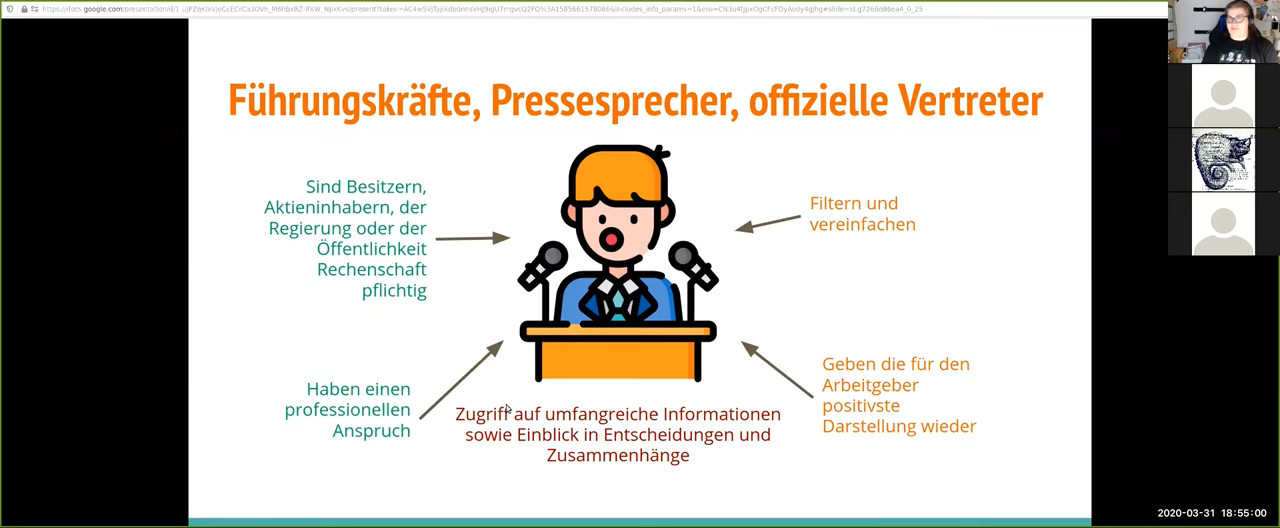 Führungskräfte, Pressesprecher, offizielle Vertreter
Sind Besitzern,
Aktieninhabern, der
Regierung oder der
Öffentlichkeit
Rechenschaft
pflichtig
Filtern und
vereinfachen
Haben einen
professionellen
Anspruch
Zugriff auf umfangreiche Informationen
sowie Einblick in Entscheidungen und
Zusammenhänge
Geben die für den
Arbeitgeber
positivste
Darstellung wieder
2020-03-31 18:55:00